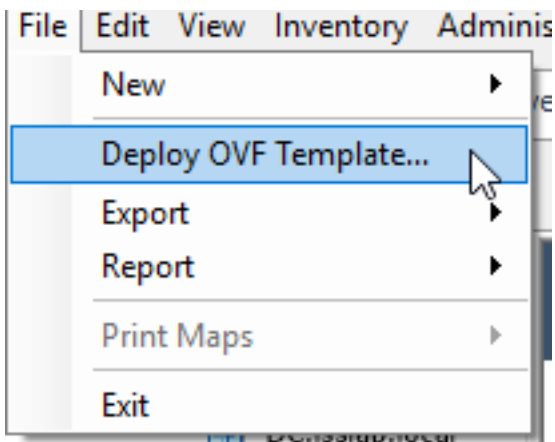 File Edit View Inventory
New
Deploy OVF Template...
Export
Report
Print Maps
Exit